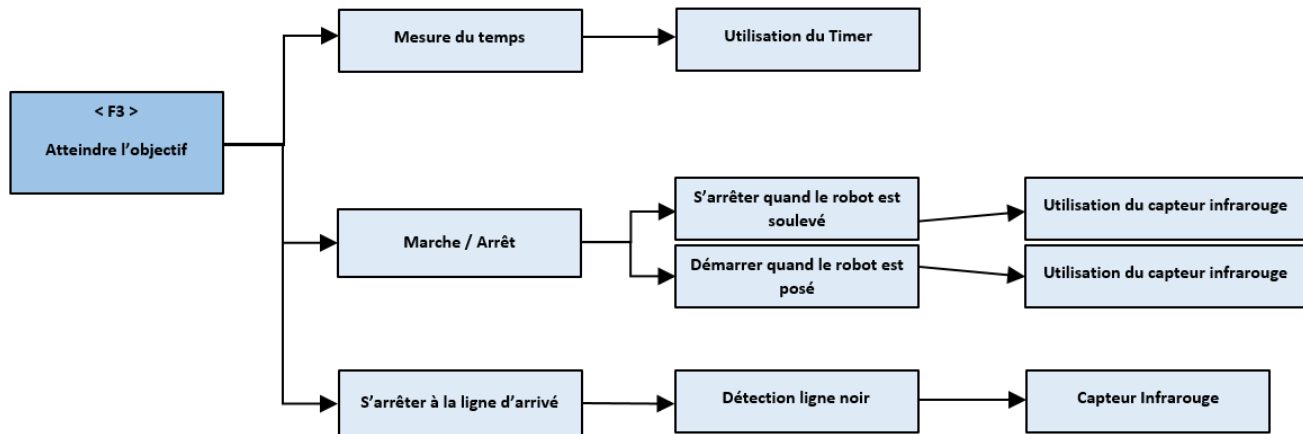 Mesure du temps
Utilisation du Timer
< F3 >
Atteindre l'objectif
Marche / Arrêt
S'arrêter quand le robot est
soulevé
Utilisation du capteur infrarouge
Démarrer quand le robot est
posé
Utilisation du capteur infrarouge
S'arrêter à la ligne d'arrivé
Détection ligne noir
Capteur Infrarouge